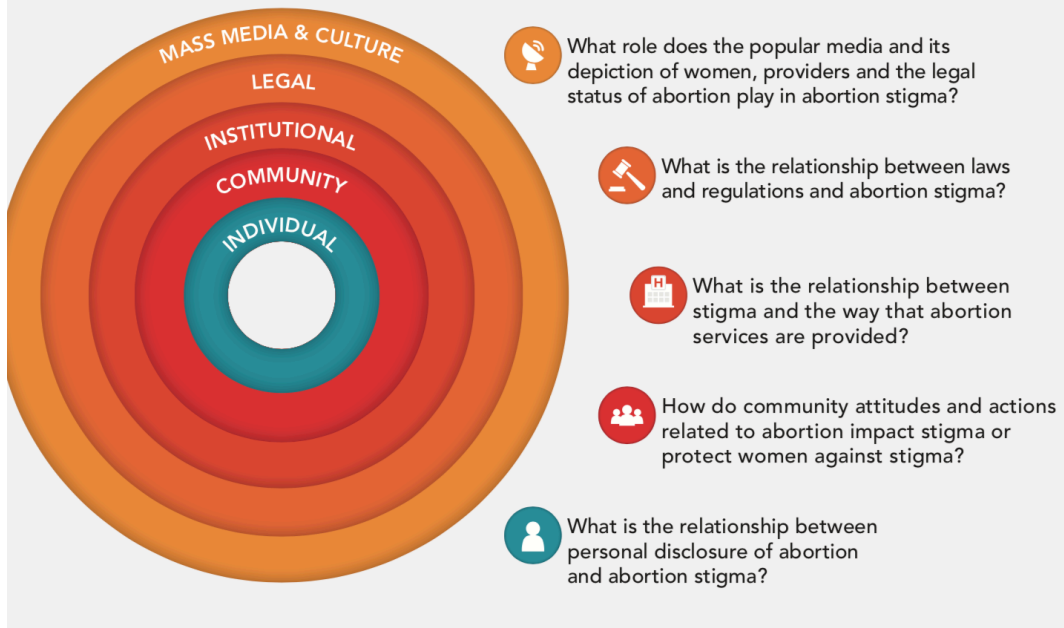 MASS MEDIA & CULTURE
LEGAL
INSTITUTIONAL
COMMUNITY
INDIVIDUAL
What role does the popular media and its
depiction of women, providers and the legal
status of abortion play in abortion stigma?
What is the relationship between laws
and regulations and abortion stigma?
H
What is the relationship between
stigma and the way that abortion
services are provided?
How do community attitudes and actions
related to abortion impact stigma or
protect women against stigma?
What is the relationship between
personal disclosure of abortion
and abortion stigma?